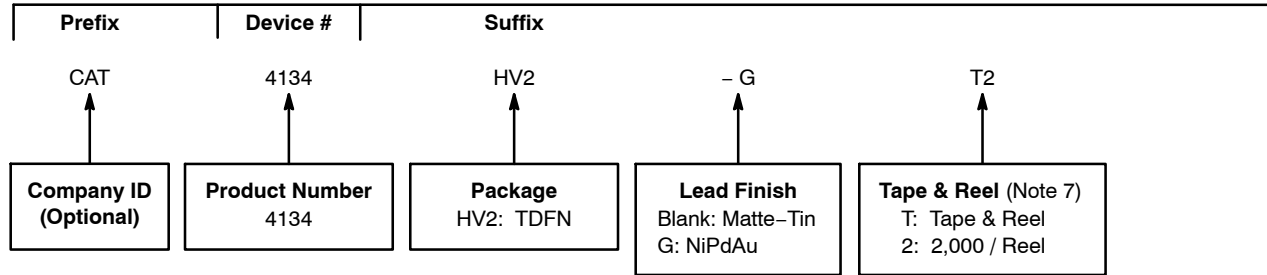 Prefix Device # Suffix
CAT 4134 HV2 – G T2
Company ID
(Optional)
Product Number
4134
Package
HV2: TDFN
Lead Finish
Blank: Matte−Tin
G: NiPdAu
Tape & Reel (Note 7)
T: Tape & Reel
2: 2,000 / Reel